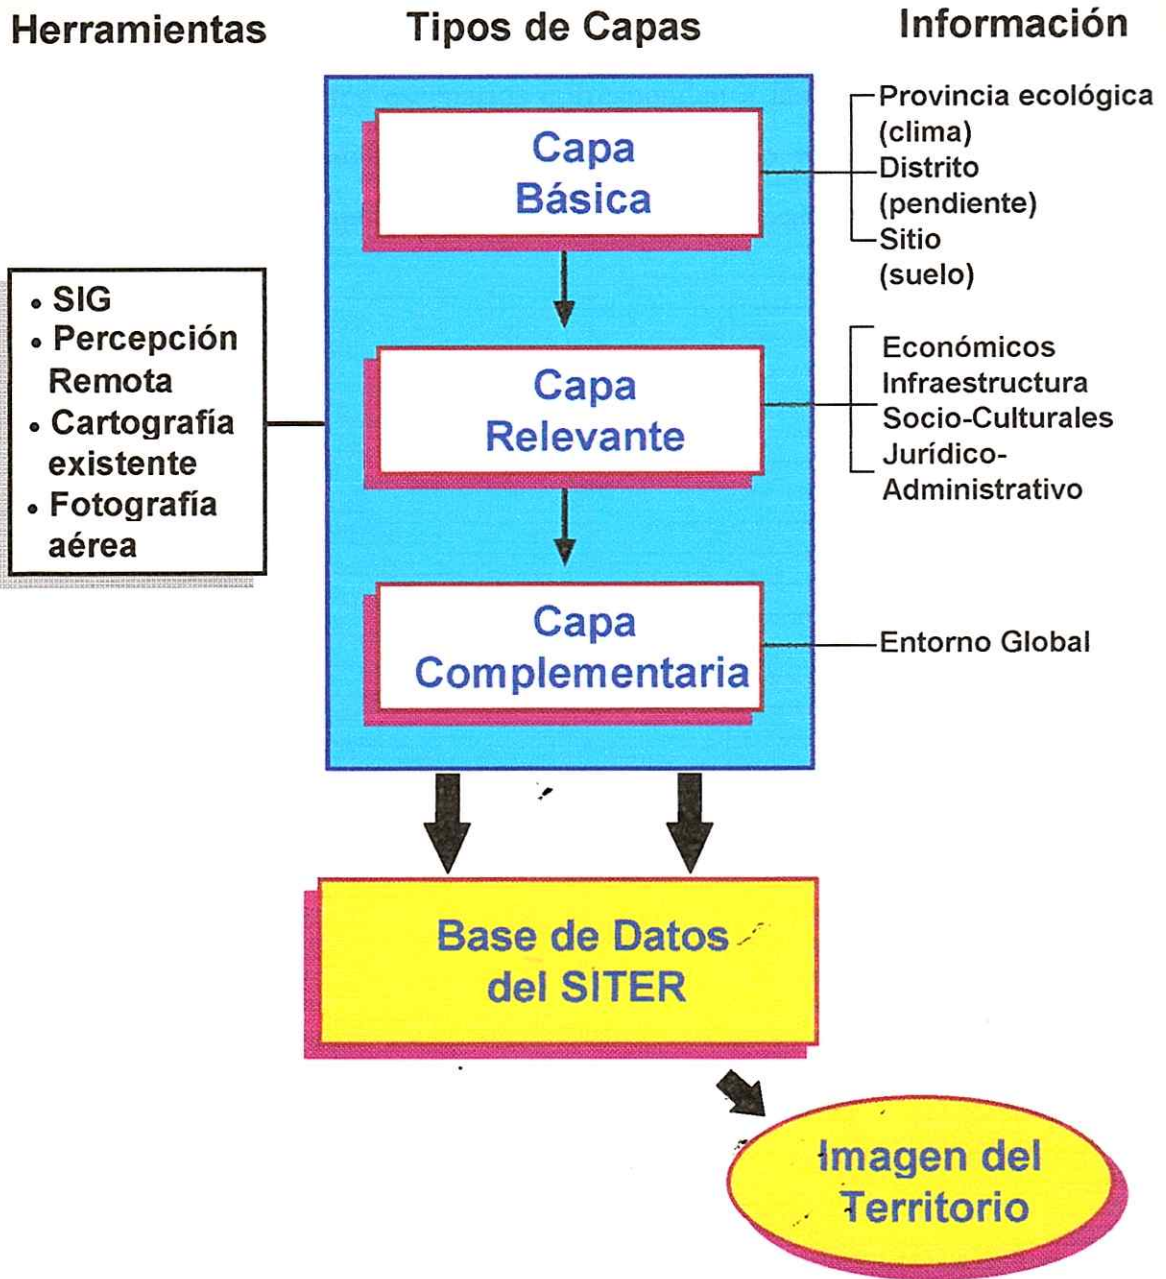 Herramientas
Tipos de Capas
Información
Capa
Básica
Provincia ecológica
(clima)
Distrito
(pendiente)
Sitio
(suelo)
• SIG
• Percepción
Remota
• Cartografía
existente
• Fotografía
aérea
Capa
Relevante
Económicos
Infraestructura
Socio-Culturales
Jurídico-
Administrativo
Capa
Complementaria
Entorno Global
Base de Datos
del SITER
Imagen del
Territorio